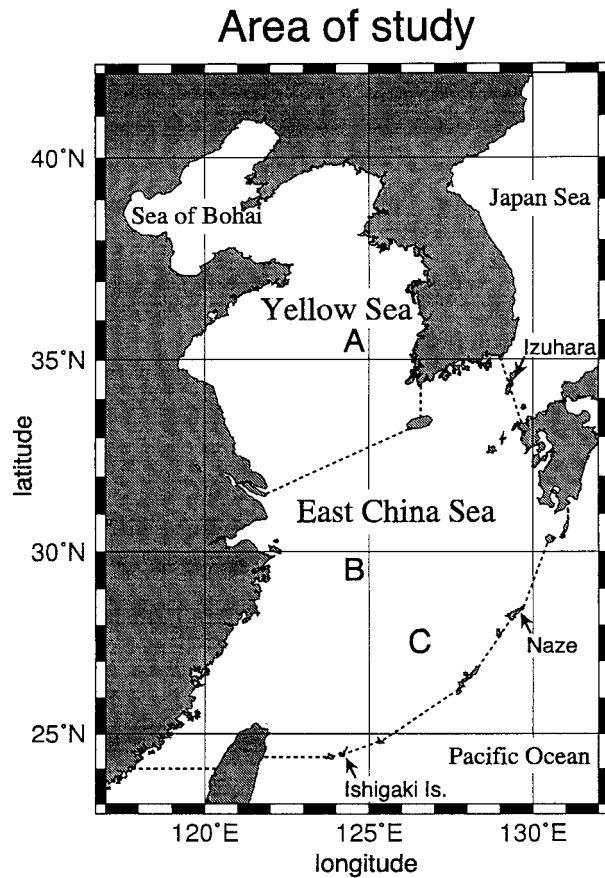 Area of study
40°N
Japan Sea
Sea of Bohai
Yellow Sea
A
Izuhara
35°N
latitude
East China Sea
30°N
B
C
Naze
25°N
Pacific Ocean
Ishigaki Is.
120°E
125°E
130°E
longitude